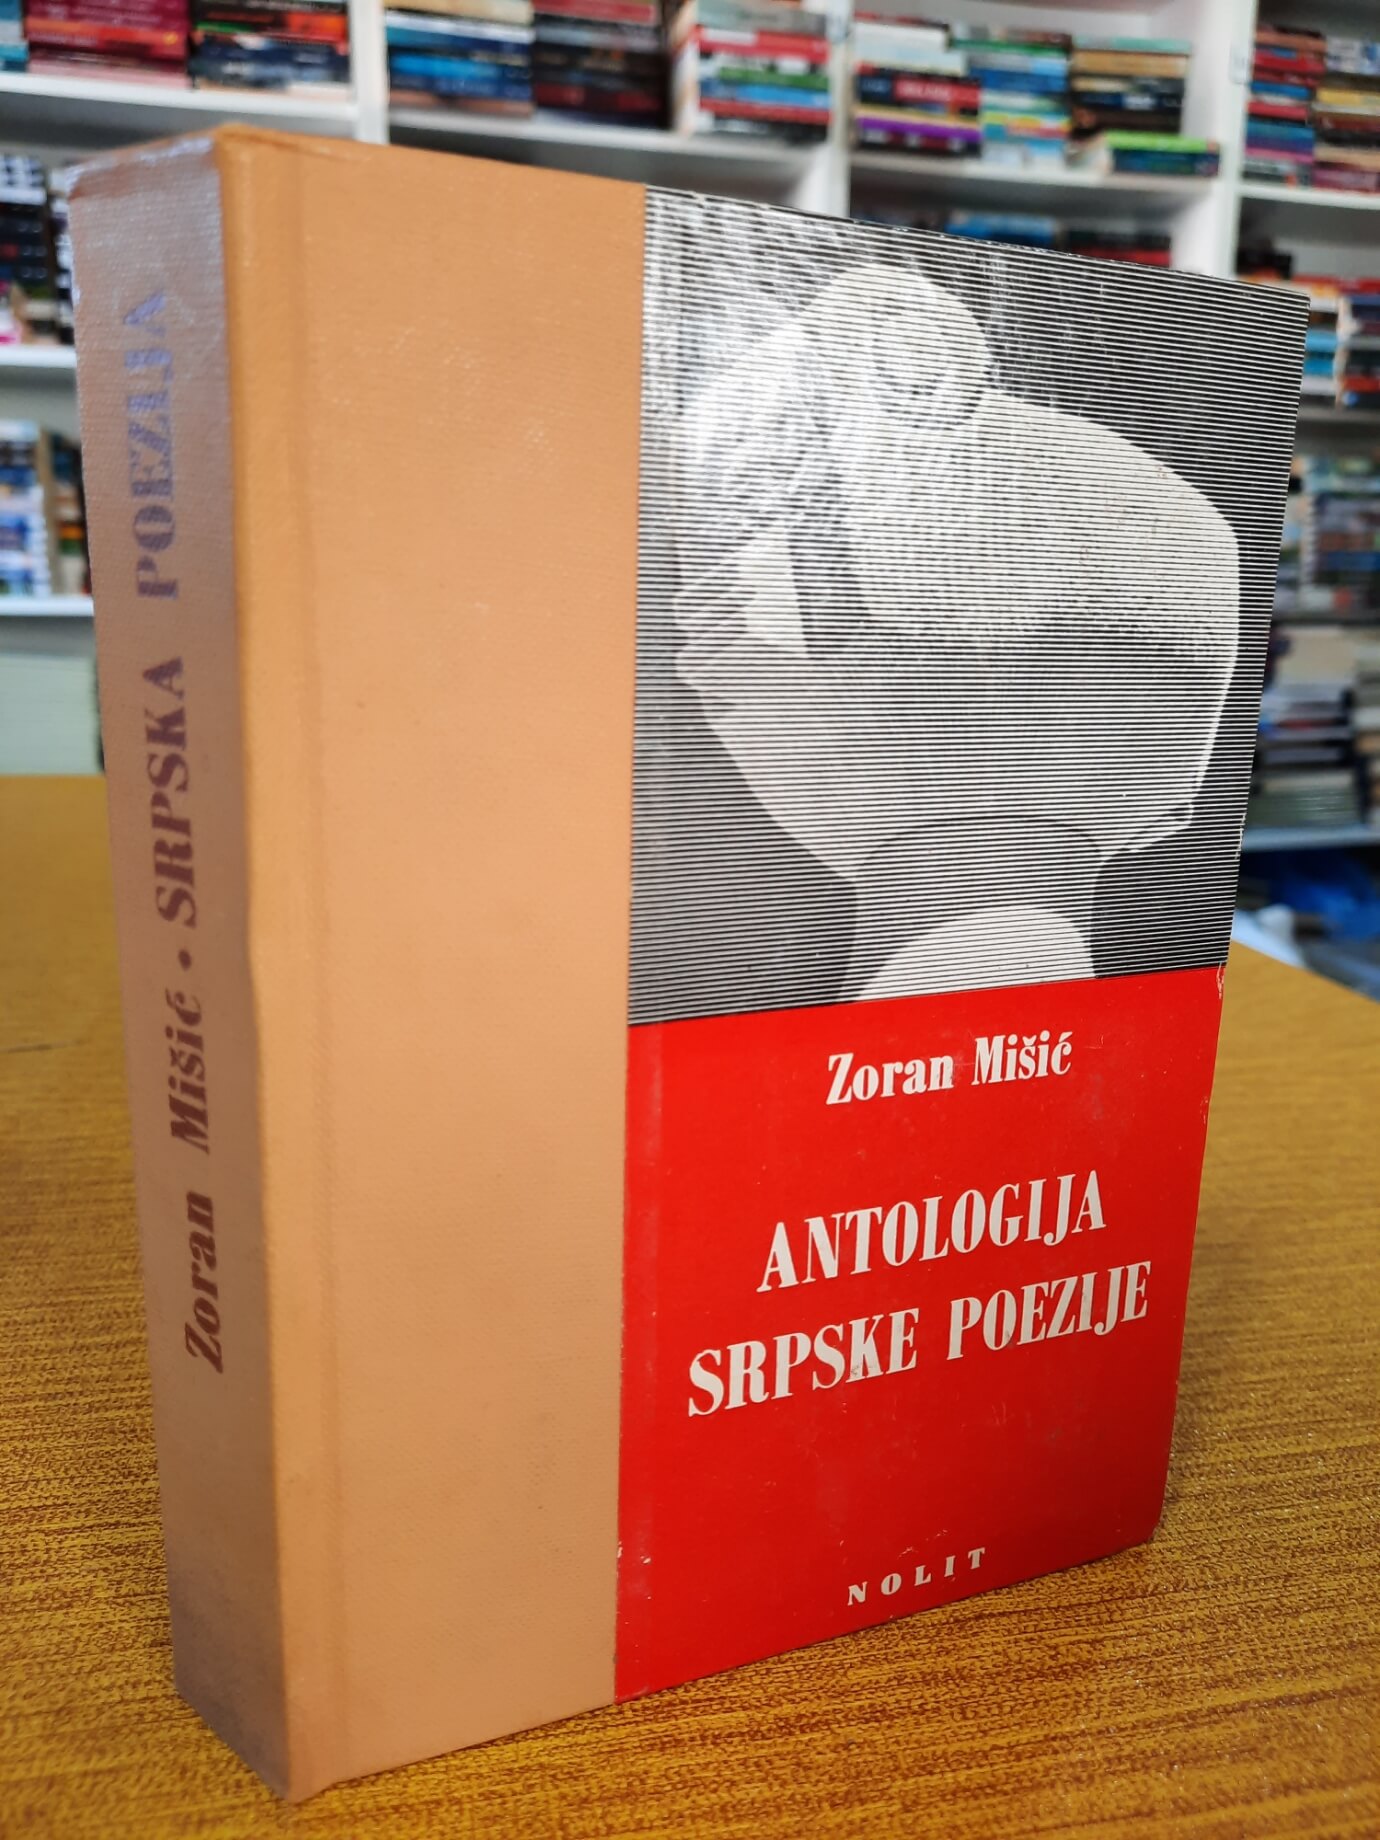 Zoran Mišić • SRPSKA POEZIJA
Zoran Mišić
ANTOLOGIJA
SRPSKE POEZIJE
NOLIT